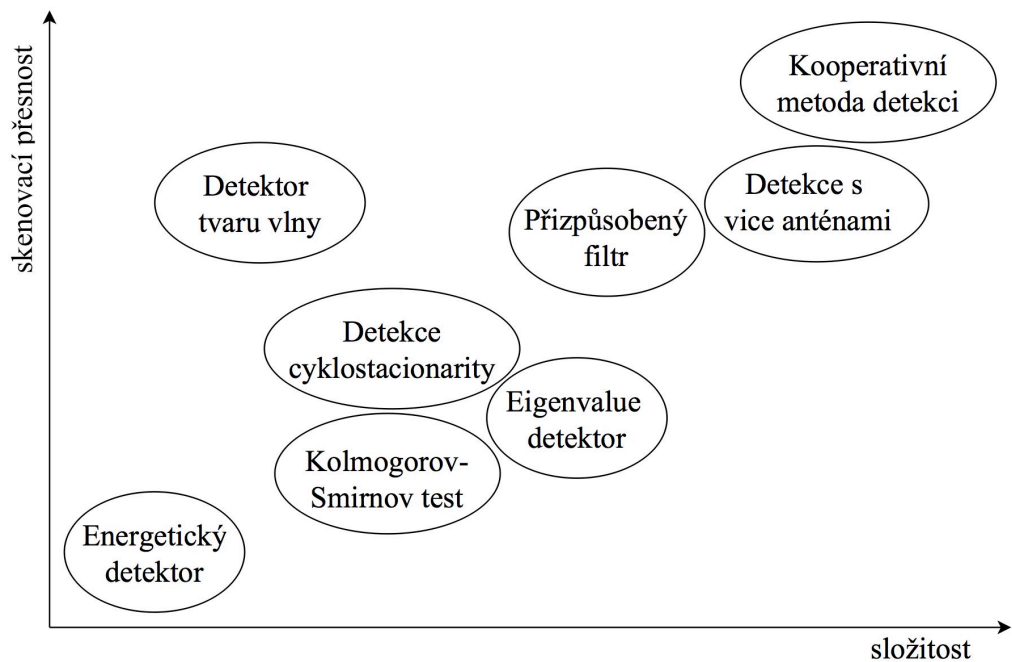 skenovací přesnost
Kooperativní
metoda detekci
Detektor
tvaru vlny
Přizpůsobený
filtr
Detekce s
vice anténami
Detekce
cyklostacionarity
Eigenvalue
detektor
Kolmogorov-
Smirnov test
Energetický
detektor
složitost